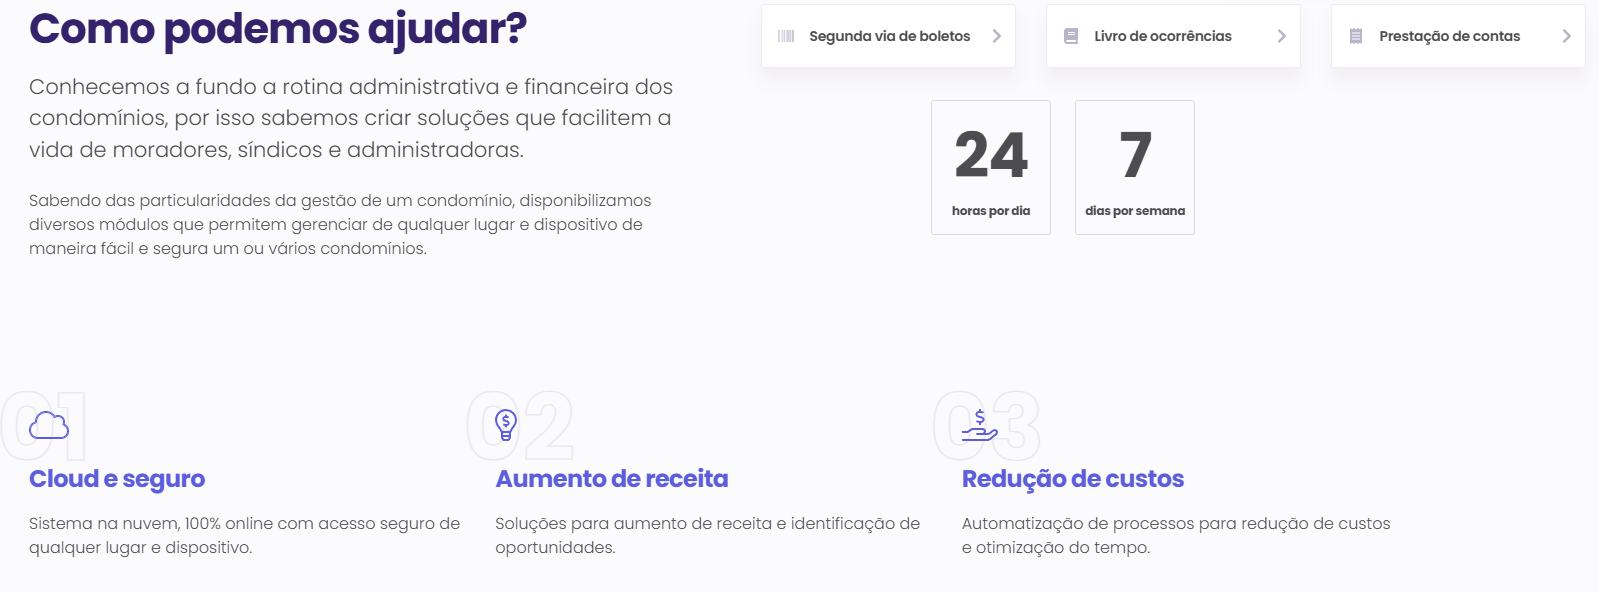 Como podemos ajudar?
Conhecemos a fundo a rotina administrativa e financeira dos
condomínios, por isso sabemos criar soluções que facilitem a
vida de moradores, síndicos e administradoras.
Sabendo das particularidades da gestão de um condomínio, disponibilizamos
diversos módulos que permitem gerenciar de qualquer lugar e dispositivo de
maneira fácil e segura um ou vários condomínios.
Segunda via de boletos
Livro de ocorrências
Prestação de contas
24
horas por dia
7
dias por semana
01
Cloud e seguro
Sistema na nuvem, 100% online com acesso seguro de
qualquer lugar e dispositivo.
02
Aumento de receita
Soluções para aumento de receita e identificação de
oportunidades.
03
Redução de custos
Automatização de processos para redução de custos
e otimização do tempo.